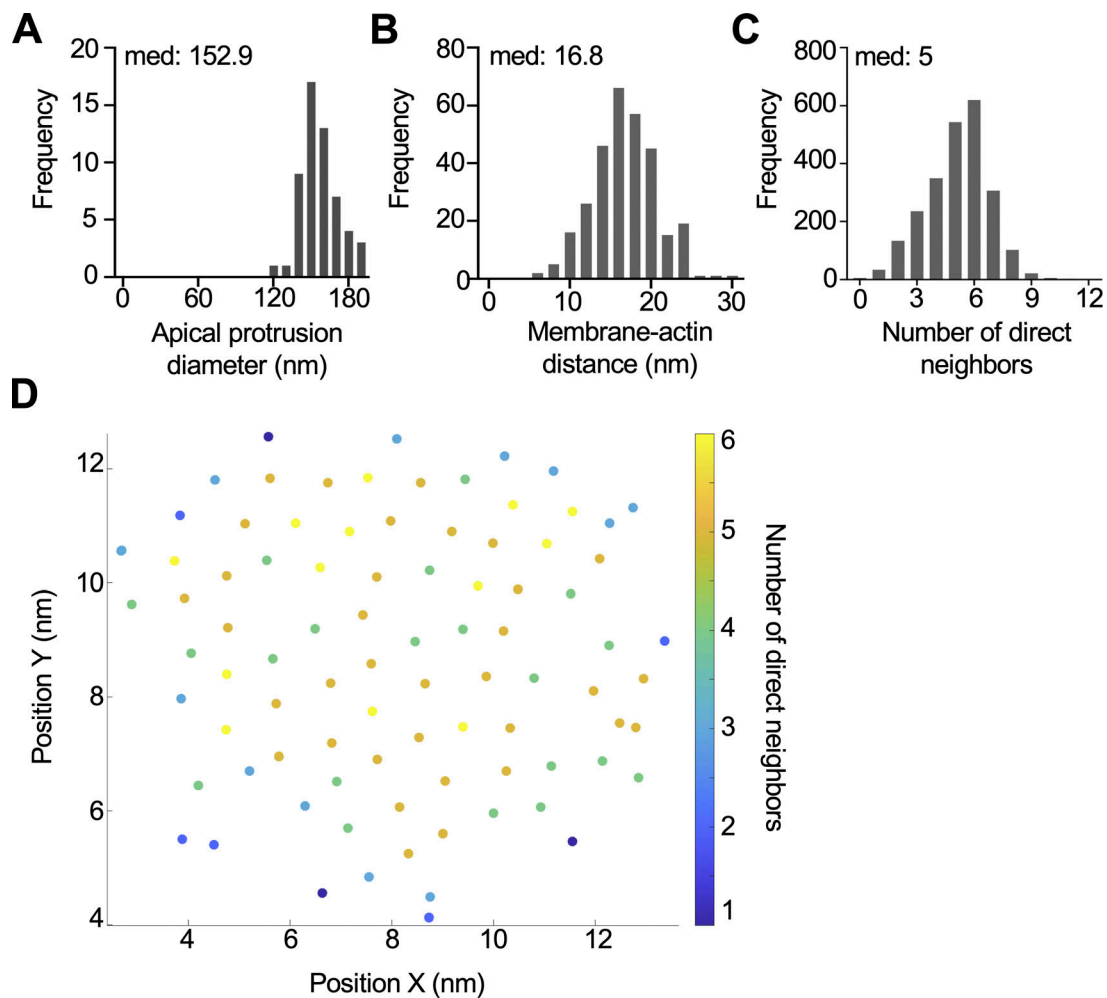 A
med: 152.9
20
15
10
5
0
Frequency
0 60 120 180
Apical protrusion
diameter (nm)
B
med: 16.8
80
60
40
20
0
Frequency
0 10 20 30
Membrane-actin
distance (nm)
C
med: 5
800
600
400
200
0
Frequency
0 3 6 9 12
Number of direct
neighbors
D
12
10
8
6
4
Position Y (nm)
4 6 8 10 12
Position X (nm)
6
5
4
3
2
1
Number of direct neighbors